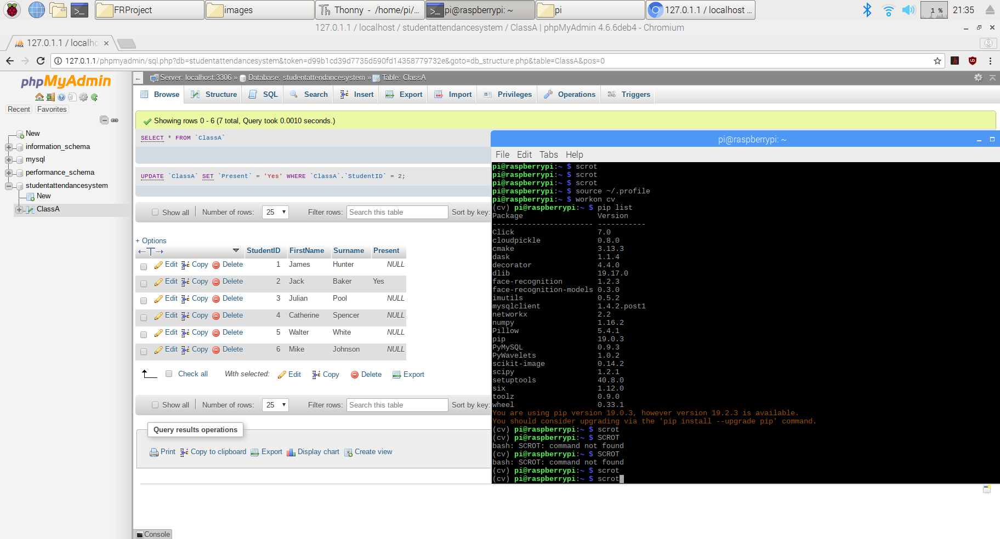 FRProject
images
Thonny - /home/pi/...
pi@raspberrypi: ~
pi
127.0.1.1 / localhost ...
1 %
21:35
127.0.1.1 / localhost / studentattendancesystem / ClassA | phpMyAdmin 4.6.6deb4 - Chromium
127.0.1.1 / localho
127.0.1.1/phpmyadmin/sql.php?db=studentattendancesystem&token=d99b1cd39d7735d590fd14358779732e&goto=db_structure.php&table=ClassA&pos=0
phpMyAdmin
Recent
Favorites
New
information_schema
mysql
performance_schema
studentattendancesystem
New
ClassA
Server: localhost:3306 » Database: studentattendancesystem » Table: ClassA
Browse Structure SQL Search Insert Export Import Privileges Operations Triggers
Showing rows 0 - 6 (7 total, Query took 0.0010 seconds.)
SELECT * FROM `ClassA`
UPDATE `ClassA` SET `Present` = 'Yes' WHERE `ClassA`.`StudentID` = 2;
Show all Number of rows: 25 Filter rows: Search this table Sort by key:
+ Options
StudentID FirstName Surname Present
Edit Copy Delete 1 James Hunter NULL
Edit Copy Delete 2 Jack Baker Yes
Edit Copy Delete 3 Julian Pool NULL
Edit Copy Delete 4 Catherine Spencer NULL
Edit Copy Delete 5 Walter White NULL
Edit Copy Delete 6 Mike Johnson NULL
Check all With selected: Edit Copy Delete Export
Show all Number of rows: 25 Filter rows: Search this table Sort by key:
Query results operations
Print Copy to clipboard Export Display chart Create view
Console
pi@raspberrypi: ~
File Edit Tabs Help
pi@raspberrypi:~ $ scrot
pi@raspberrypi:~ $ scrot
pi@raspberrypi:~ $ scrot
pi@raspberrypi:~ $ source ~/.profile
pi@raspberrypi:~ $ workon cv
(cv) pi@raspberrypi:~ $ pip list
Package Version
----------------------- -----------
Click 7.0
cloudpickle 0.8.0
cmake 3.13.3
dask 1.1.4
decorator 4.4.0
dlib 19.17.0
face-recognition 1.2.3
face-recognition-models 0.3.0
imutils 0.5.2
mysqlclient 1.4.2.post1
networkx 2.2
numpy 1.16.2
Pillow 5.4.1
pip 19.0.3
PyMySQL 0.9.3
PyWavelets 1.0.2
scikit-image 0.14.2
scipy 1.2.1
setuptools 40.8.0
six 1.12.0
toolz 0.9.0
wheel 0.33.1
You are using pip version 19.0.3, however version 19.2.3 is available.
You should consider upgrading via the 'pip install --upgrade pip' command.
(cv) pi@raspberrypi:~ $ scrot
(cv) pi@raspberrypi:~ $ SCROT
bash: SCROT: command not found
(cv) pi@raspberrypi:~ $ SCROT
bash: SCROT: command not found
(cv) pi@raspberrypi:~ $ scrot
(cv) pi@raspberrypi:~ $ scrot